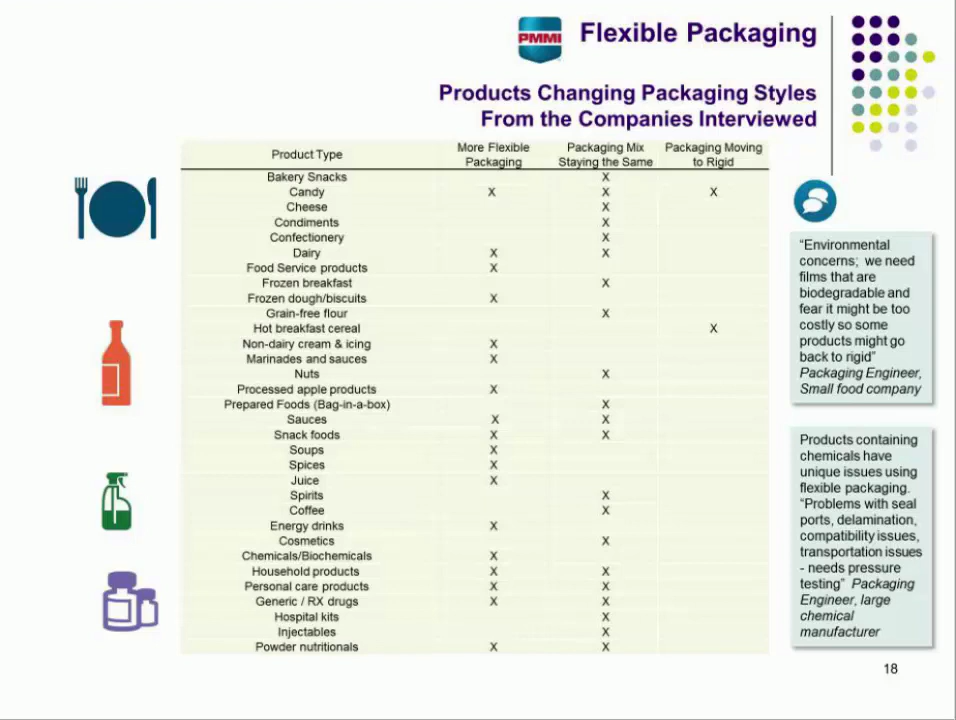 PMMI
Flexible Packaging
Products Changing Packaging Styles
From the Companies Interviewed
Product Type More Flexible Packaging Packaging Mix Staying the Same Packaging Moving to Rigid
Bakery Snacks X
Candy X X X
Cheese X
Condiments X
Confectionery X
Dairy X X
Food Service products X
Frozen breakfast X
Frozen dough/biscuits X
Grain-free flour X
Hot breakfast cereal X
Non-dairy cream & icing X
Marinades and sauces X
Nuts X
Processed apple products X
Prepared Foods (Bag-in-a-box) X
Sauces X X
Snack foods X X
Soups X
Spices X
Juice X
Spirits X
Coffee X
Energy drinks X
Cosmetics X
Chemicals/Biochemicals X
Household products X X
Personal care products X X
Generic / RX drugs X X
Hospital kits X
Injectables X
Powder nutritionals X X
“Environmental
concerns; we need
films that are
biodegradable and
fear it might be too
costly so some
products might go
back to rigid”
Packaging Engineer,
Small food company
Products containing
chemicals have
unique issues using
flexible packaging.
“Problems with seal
ports, delamination,
compatibility issues,
transportation issues
- needs pressure
testing” Packaging
Engineer, large
chemical
manufacturer
18